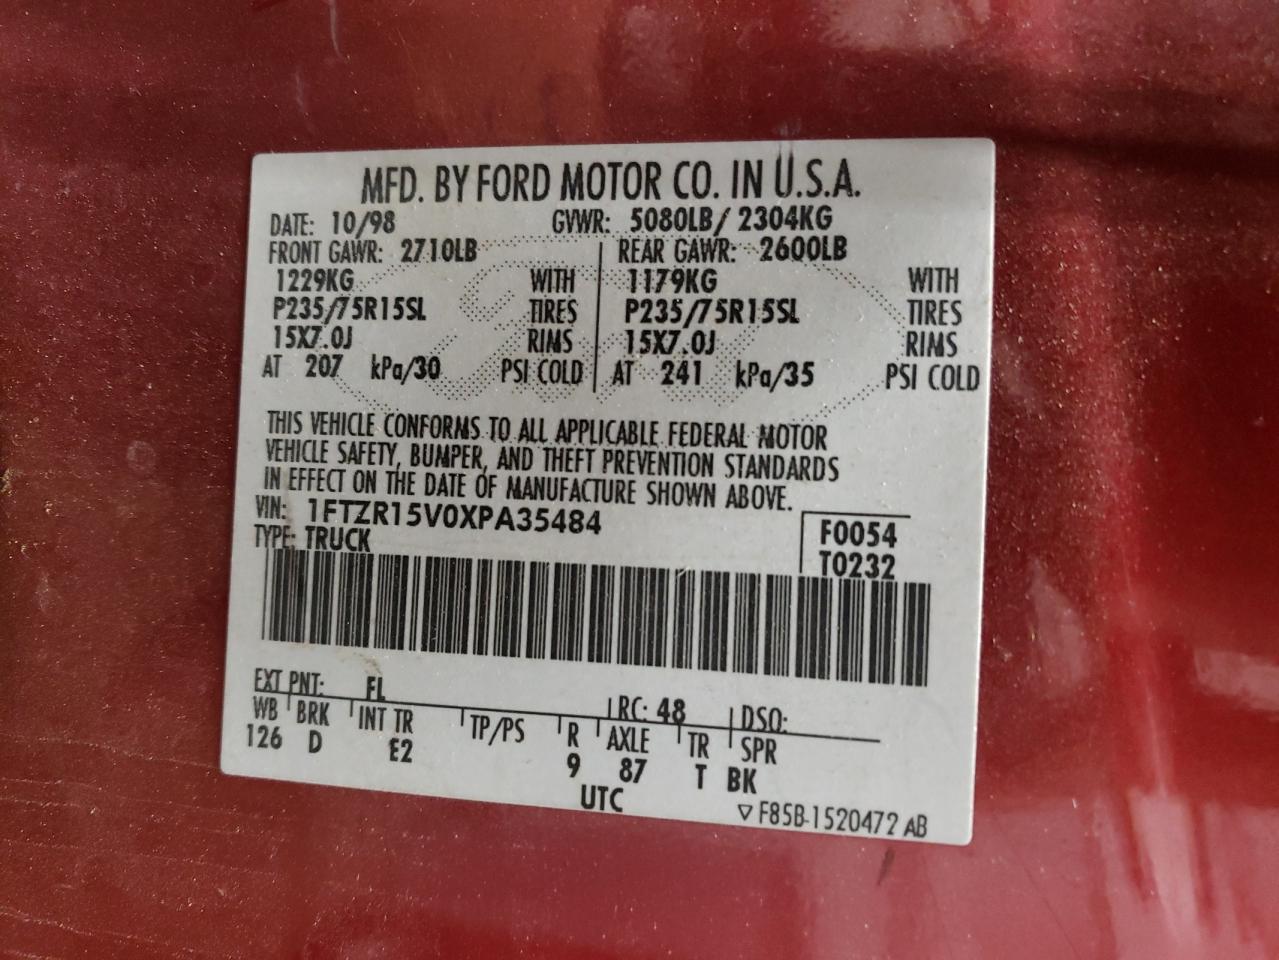 MFD. BY FORD MOTOR CO. IN U.S.A.
DATE: 10/98 GVWR: 5080LB/ 2304KG
FRONT GAWR: 2710LB REAR GAWR: 2600LB
1229KG WITH 1179KG WITH
P235/75R15SL TIRES P235/75R15SL TIRES
15X7.0J RIMS 15X7.0J RIMS
AT 207 kPa/30 PSI COLD AT 241 kPa/35 PSI COLD
THIS VEHICLE CONFORMS TO ALL APPLICABLE FEDERAL MOTOR
VEHICLE SAFETY, BUMPER, AND THEFT PREVENTION STANDARDS
IN EFFECT ON THE DATE OF MANUFACTURE SHOWN ABOVE.
VIN: 1FTZR15V0XPA35484 F0054
TYPE: TRUCK T0232
EXT PNT: FL RC: 48 DSO:
WB BRK INT TR TP/PS R AXLE TR SPR
126 D E2 9 87 T BK
UTC
▽ F85B-1520472 AB